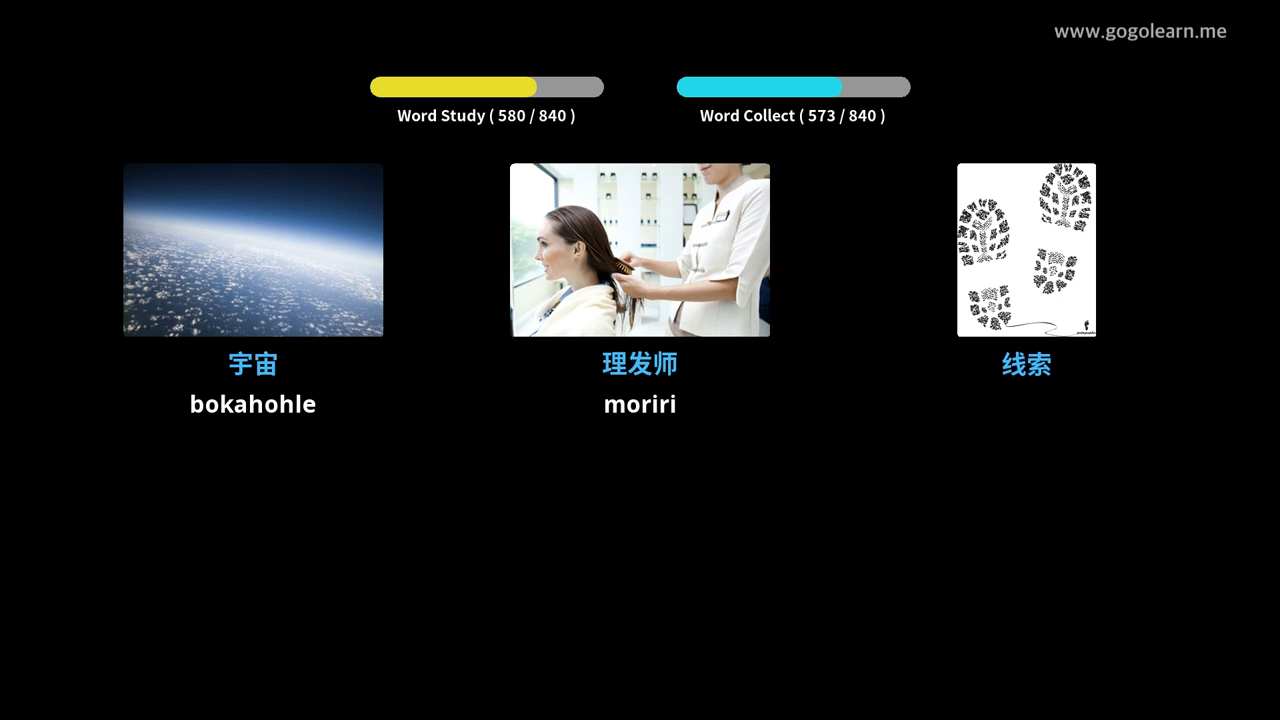 www.gogolearn.me
Word Study ( 580 / 840 )
Word Collect ( 573 / 840 )
宇宙
理发师
线索
bokahohle
moriri